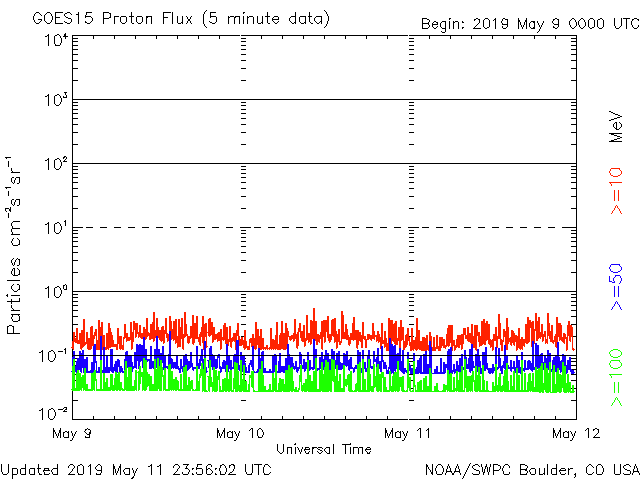 GOES15 Proton Flux (5 minute data)
Begin: 2019 May 9 0000 UTC
10⁴
10³
10²
10¹
10⁰
10⁻¹
10⁻²
Particles cm⁻²s⁻¹sr⁻¹
MeV
>=10
>=50
>=100
May 9
May 10
May 11
May 12
Universal Time
Updated 2019 May 11 23:56:02 UTC
NOAA/SWPC Boulder, CO USA